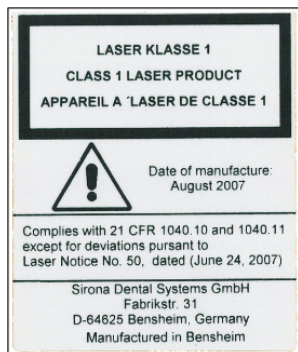 LASER KLASSE 1
CLASS 1 LASER PRODUCT
APPAREIL A ´LASER DE CLASSE 1
Date of manufacture:
August 2007
Complies with 21 CFR 1040.10 and 1040.11
except for deviations pursuant to
Laser Notice No. 50, dated (June 24, 2007)
Sirona Dental Systems GmbH
Fabrikstr. 31
D-64625 Bensheim, Germany
Manufactured in Bensheim